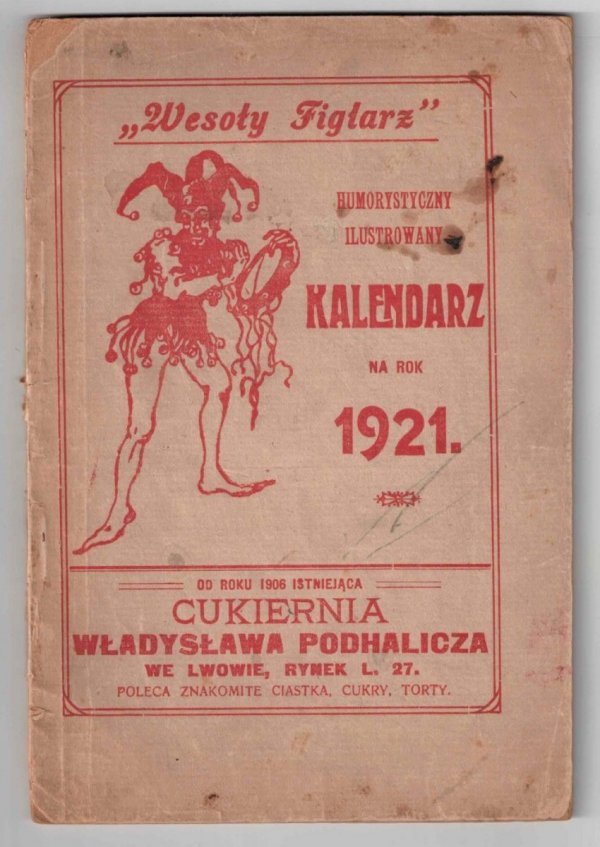 „Wesoły Figlarz”
HUMORYSTYCZNY
ILUSTROWANY
KALENDARZ
NA ROK
1921.
OD ROKU 1906 ISTNIEJĄCA
CUKIERNIA
WŁADYSŁAWA PODHALICZA
WE LWOWIE, RYNEK L. 27.
POLECA ZNAKOMITE CIASTKA, CUKRY, TORTY.